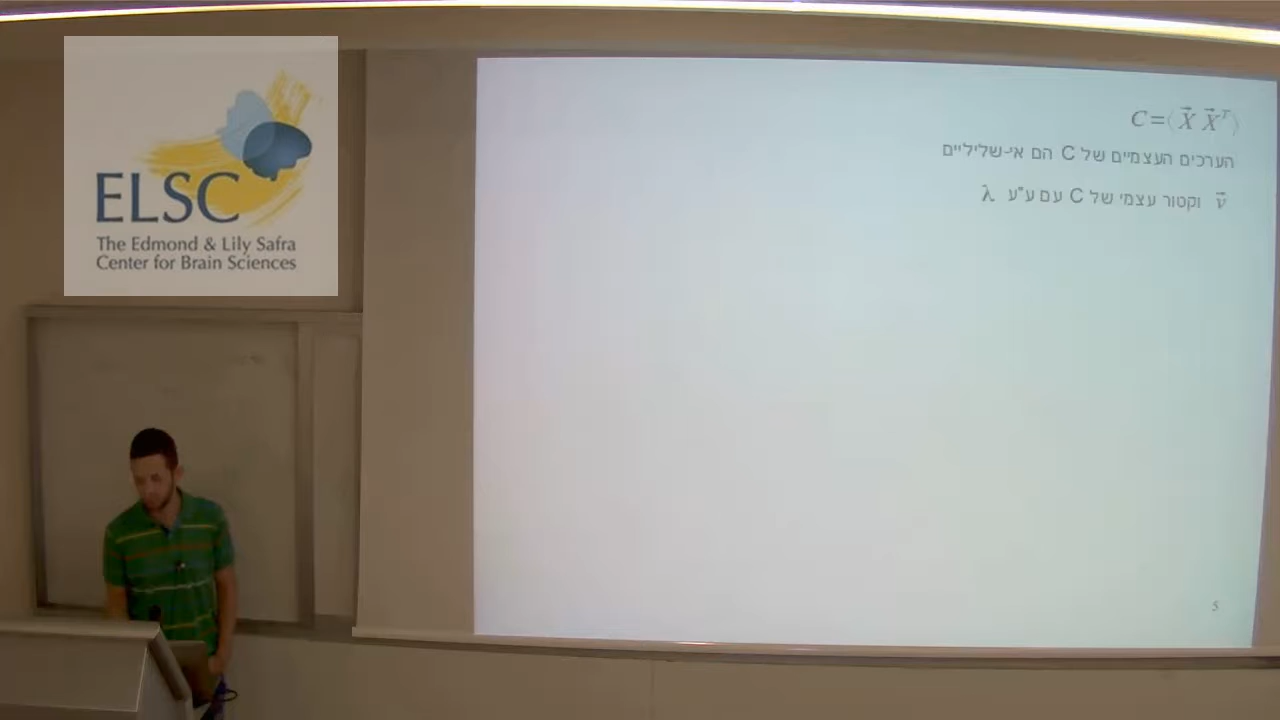 ELSC
The Edmond & Lily Safra
Center for Brain Sciences
C=⟨X⃗ X⃗ᵀ⟩
הערכים העצמיים של C הם אי-שליליים
v⃗ וקטור עצמי של C עם ע"ע λ
5